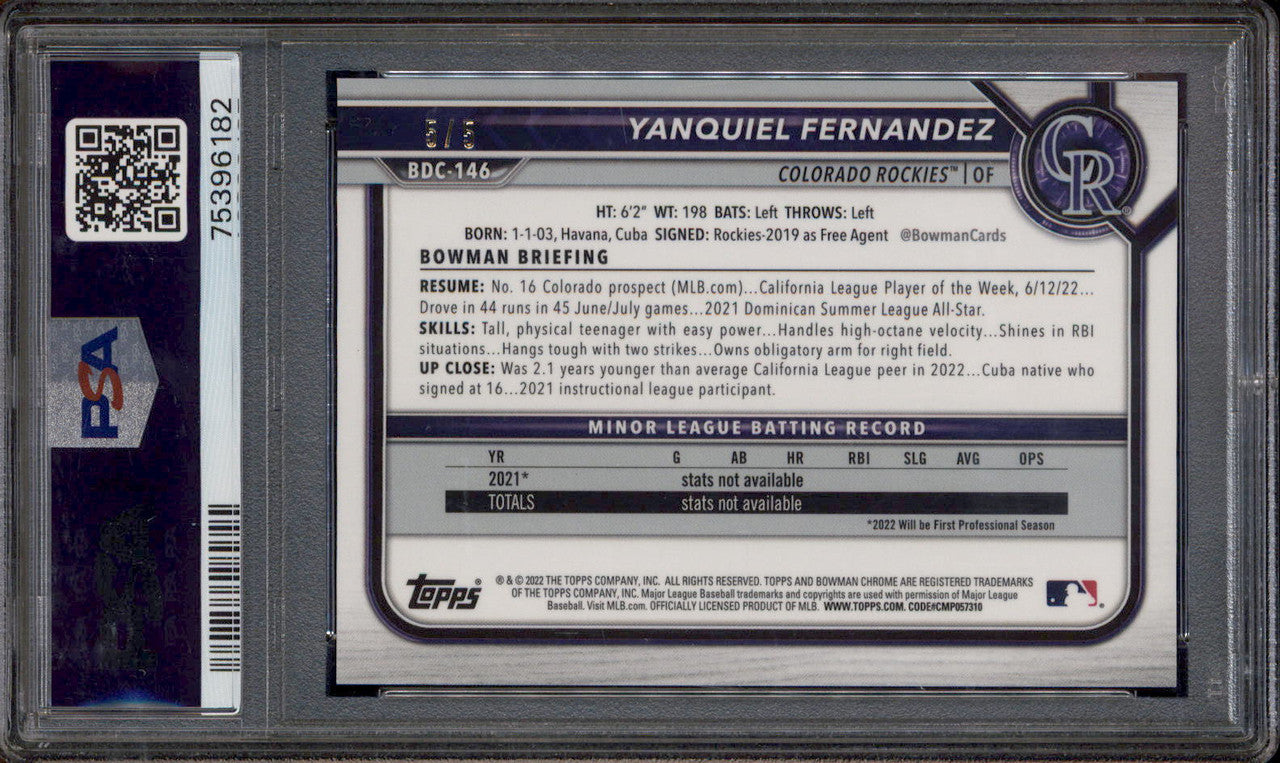 75396182
PSA
5/5
YANQUIEL FERNANDEZ
BDC-146
COLORADO ROCKIES™ | OF
CR®
HT: 6'2" WT: 198 BATS: Left THROWS: Left
BORN: 1-1-03, Havana, Cuba SIGNED: Rockies-2019 as Free Agent @BowmanCards
BOWMAN BRIEFING
RESUME: No. 16 Colorado prospect (MLB.com)...California League Player of the Week, 6/12/22...
Drove in 44 runs in 45 June/July games...2021 Dominican Summer League All-Star.
SKILLS: Tall, physical teenager with easy power...Handles high-octane velocity...Shines in RBI
situations...Hangs tough with two strikes...Owns obligatory arm for right field.
UP CLOSE: Was 2.1 years younger than average California League peer in 2022...Cuba native who
signed at 16...2021 instructional league participant.
MINOR LEAGUE BATTING RECORD
YR G AB HR RBI SLG AVG OPS
2021* stats not available
TOTALS stats not available
*2022 Will be First Professional Season
topps®
® & © 2022 THE TOPPS COMPANY, INC. ALL RIGHTS RESERVED. TOPPS AND BOWMAN CHROME ARE REGISTERED TRADEMARKS
OF THE TOPPS COMPANY, INC. Major League Baseball trademarks and copyrights are used with permission of Major League
Baseball. Visit MLB.com. OFFICIALLY LICENSED PRODUCT OF MLB. WWW.TOPPS.COM. CODE#CMP057310